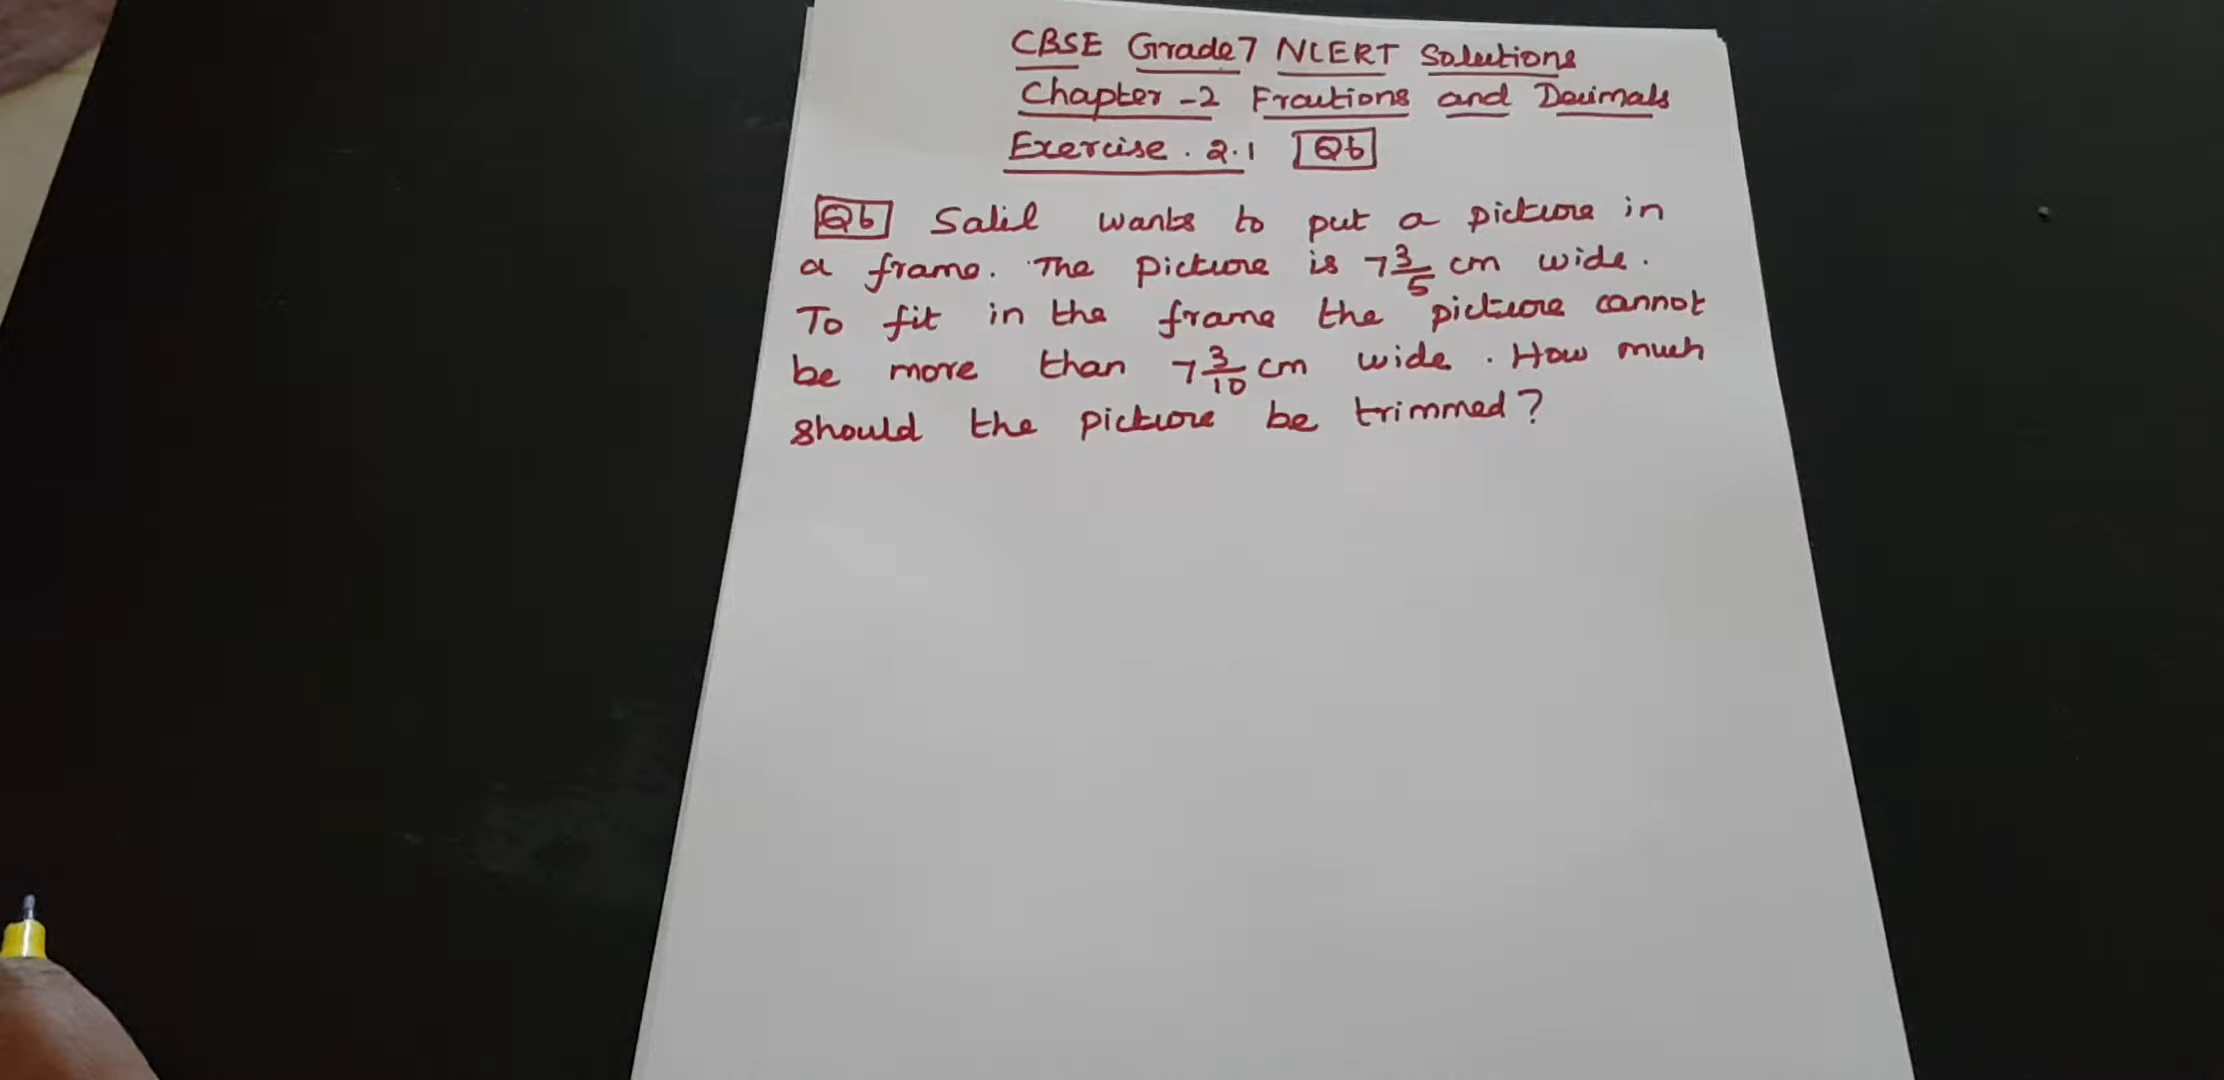 CBSE Grade 7 NCERT Solutions
Chapter - 2 Fractions and Decimals
Exercise . 2.1 Q6
Q6 Salil wants to put a picture in
a frame. The picture is 7 3/5 cm wide.
To fit in the frame the picture cannot
be more than 7 3/10 cm wide . How much
should the picture be trimmed?